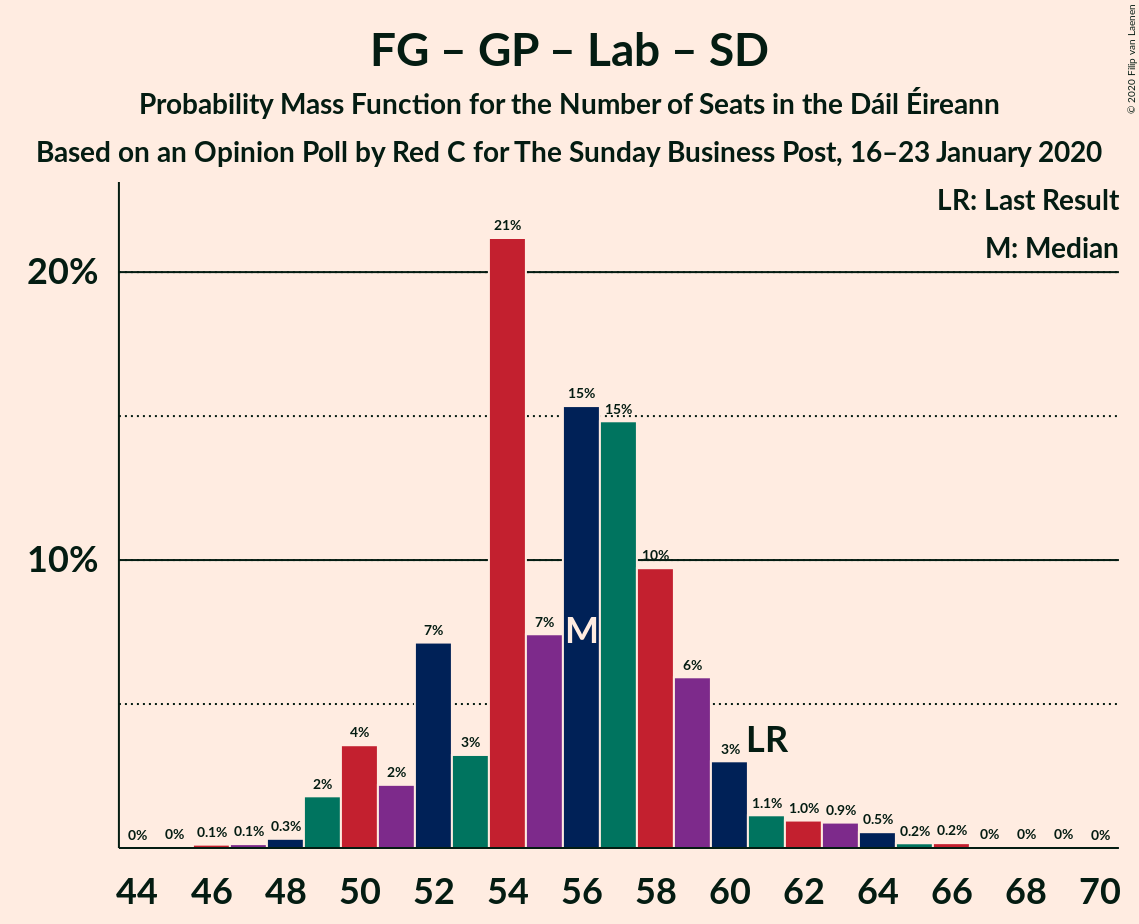 FG – GP – Lab – SD
Probability Mass Function for the Number of Seats in the Dáil Éireann
Based on an Opinion Poll by Red C for The Sunday Business Post, 16–23 January 2020
© 2020 Filip van Laenen
LR: Last Result
M: Median
20%
10%
0% 0% 0.1% 0.1% 0.3% 2% 4% 2% 7% 3% 21% 7% 15% 15% 10% 6% 3% 1.1% 1.0% 0.9% 0.5% 0.2% 0.2% 0% 0% 0% 0%
M
LR
44 46 48 50 52 54 56 58 60 62 64 66 68 70